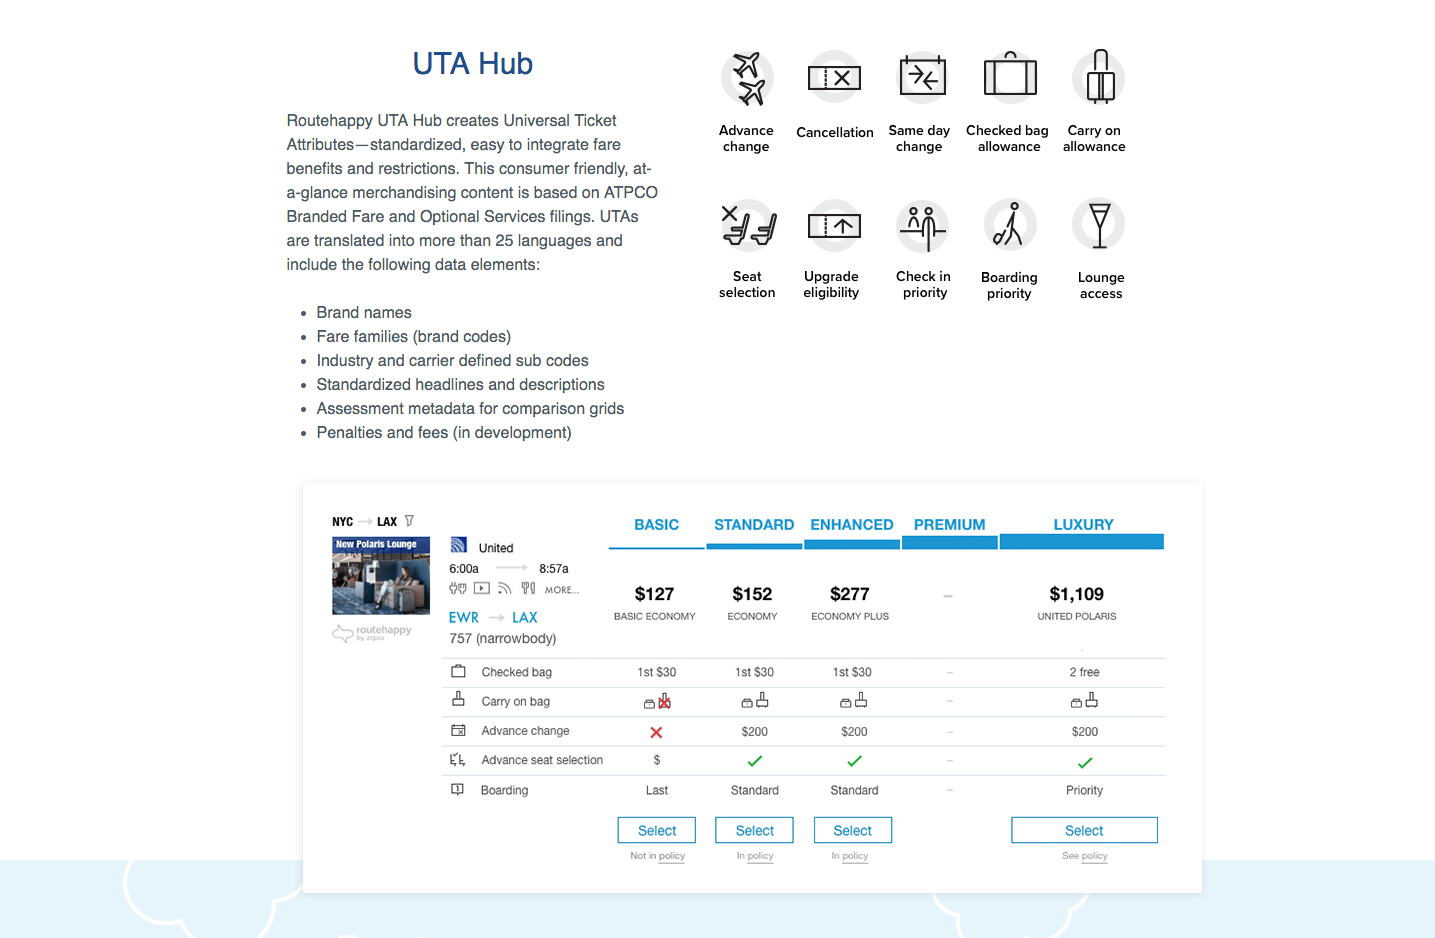 UTA Hub
Routehappy UTA Hub creates Universal Ticket
Attributes—standardized, easy to integrate fare
benefits and restrictions. This consumer friendly, at-
a-glance merchandising content is based on ATPCO
Branded Fare and Optional Services filings. UTAs
are translated into more than 25 languages and
include the following data elements:
• Brand names
• Fare families (brand codes)
• Industry and carrier defined sub codes
• Standardized headlines and descriptions
• Assessment metadata for comparison grids
• Penalties and fees (in development)
Advance change
Cancellation
Same day change
Checked bag allowance
Carry on allowance
Seat selection
Upgrade eligibility
Check in priority
Boarding priority
Lounge access
NYC → LAX
New Polaris Lounge
routehappy
by atpco
United
6:00a → 8:57a
MORE...
EWR → LAX
757 (narrowbody)
BASIC STANDARD ENHANCED PREMIUM LUXURY
$127 $152 $277 – $1,109
BASIC ECONOMY ECONOMY ECONOMY PLUS UNITED POLARIS
Checked bag 1st $30 1st $30 1st $30 – 2 free
Carry on bag –
Advance change $200 $200 – $200
Advance seat selection $ –
Boarding Last Standard Standard – Priority
Select Select Select Select
Not in policy In policy In policy See policy